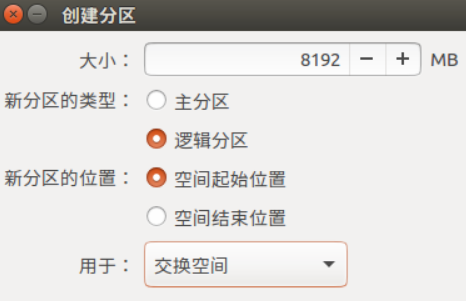 创建分区
大小： 8192 − + MB
新分区的类型： 主分区
逻辑分区
新分区的位置： 空间起始位置
空间结束位置
用于： 交换空间